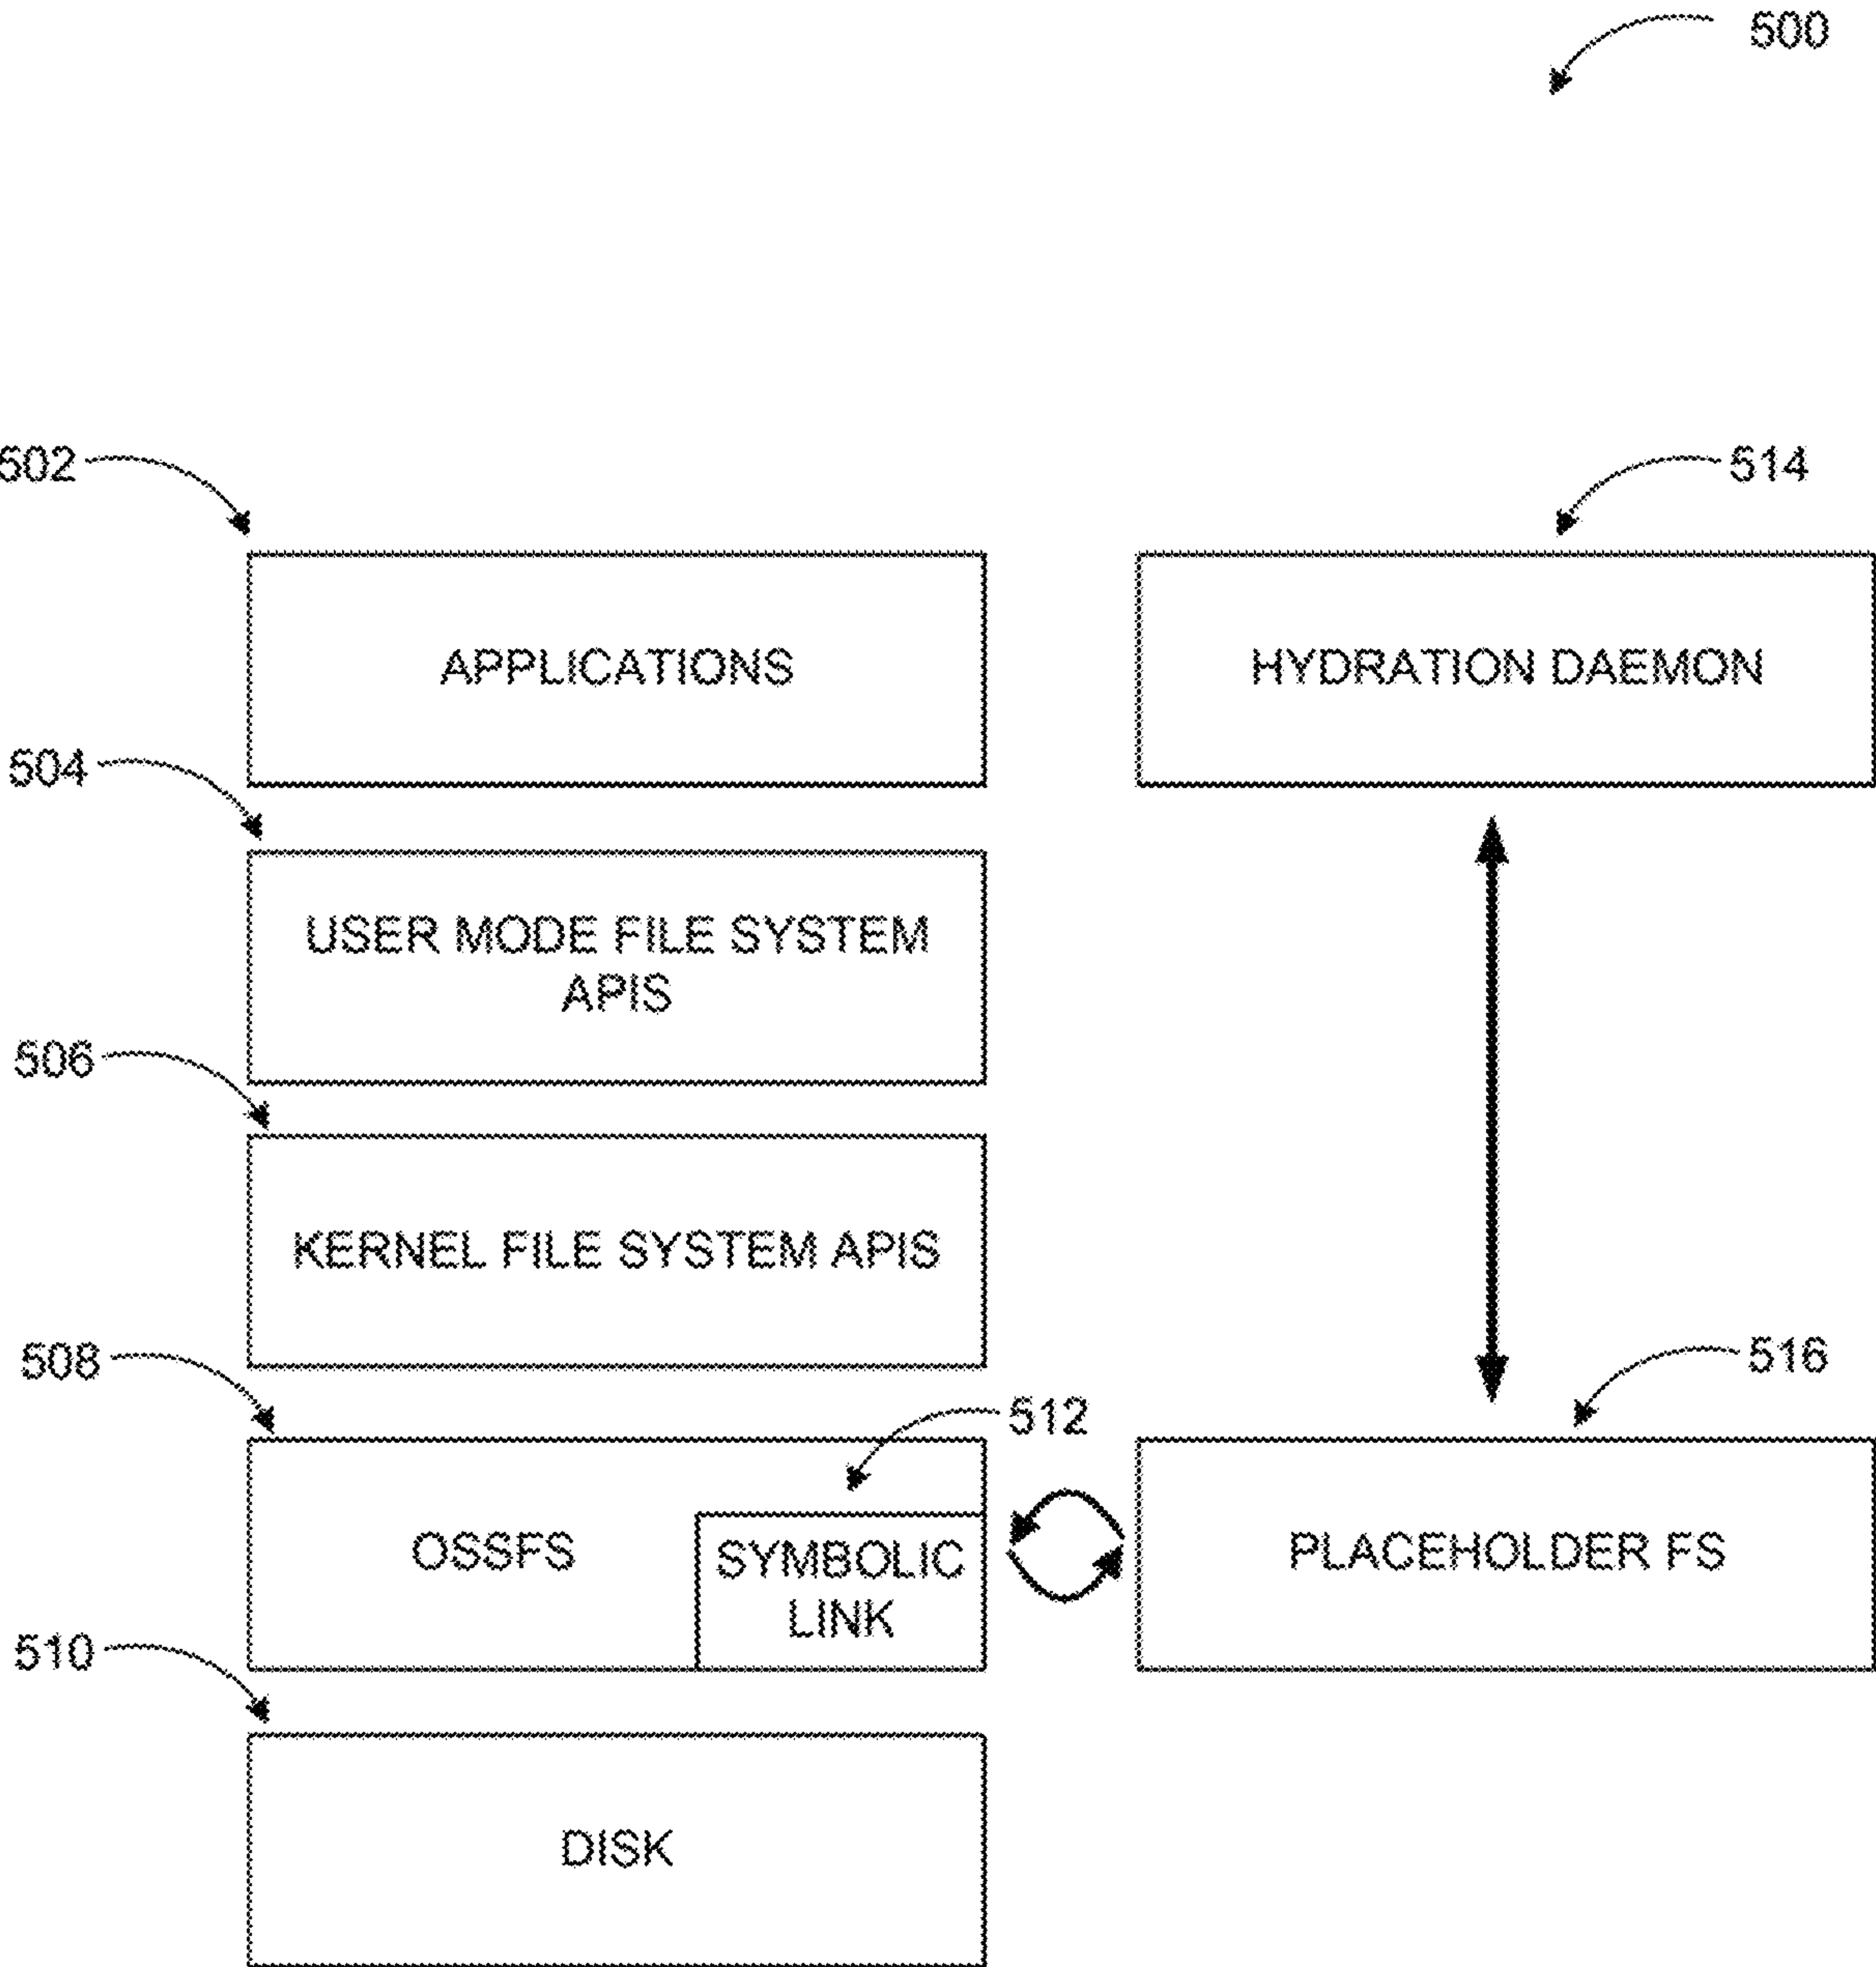 500
502
514
APPLICATIONS
HYDRATION DAEMON
504
USER MODE FILE SYSTEM
APIS
506
KERNEL FILE SYSTEM APIS
508
516
512
OSSFS
SYMBOLIC
LINK
PLACEHOLDER FS
510
DISK